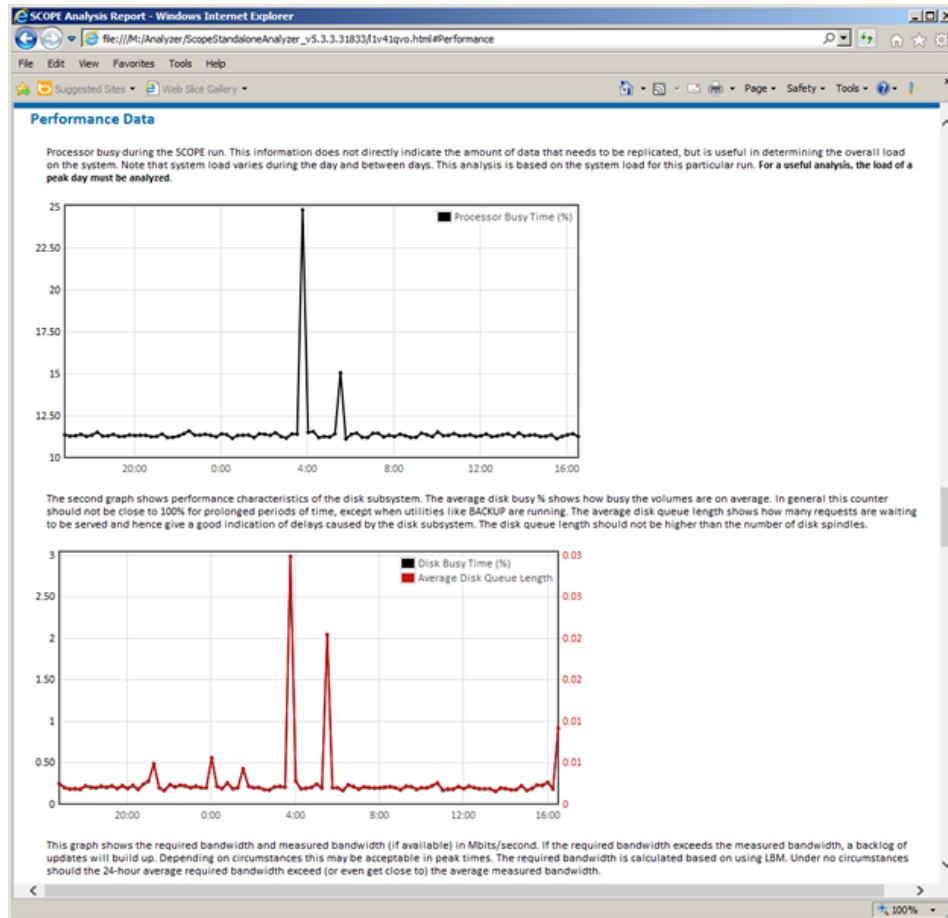 SCOPE Analysis Report - Windows Internet Explorer
file:///M:/Analyzer/ScopeStandaloneAnalyzer_v5.3.3.31833/l1v41qvo.html#Performance
File Edit View Favorites Tools Help
Suggested Sites Web Slice Gallery Page Safety Tools
Performance Data
Processor busy during the SCOPE run. This information does not directly indicate the amount of data that needs to be replicated, but is useful in determining the overall load
on the system. Note that system load varies during the day and between days. This analysis is based on the system load for this particular run. For a useful analysis, the load of a
peak day must be analyzed.
25
Processor Busy Time (%)
22.50
20
17.50
15
12.50
10
20:00 0:00 4:00 8:00 12:00 16:00
The second graph shows performance characteristics of the disk subsystem. The average disk busy % shows how busy the volumes are on average. In general this counter
should not be close to 100% for prolonged periods of time, except when utilities like BACKUP are running. The average disk queue length shows how many requests are waiting
to be served and hence give a good indication of delays caused by the disk subsystem. The disk queue length should not be higher than the number of disk spindles.
3 0.03
Disk Busy Time (%)
Average Disk Queue Length
2.50 0.03
2 0.02
1.50 0.02
1 0.01
0.50 0.01
0 0
20:00 0:00 4:00 8:00 12:00 16:00
This graph shows the required bandwidth and measured bandwidth (if available) in Mbits/second. If the required bandwidth exceeds the measured bandwidth, a backlog of
updates will build up. Depending on circumstances this may be acceptable in peak times. The required bandwidth is calculated based on using LBM. Under no circumstances
should the 24-hour average required bandwidth exceed (or even get close to) the average measured bandwidth.
100%